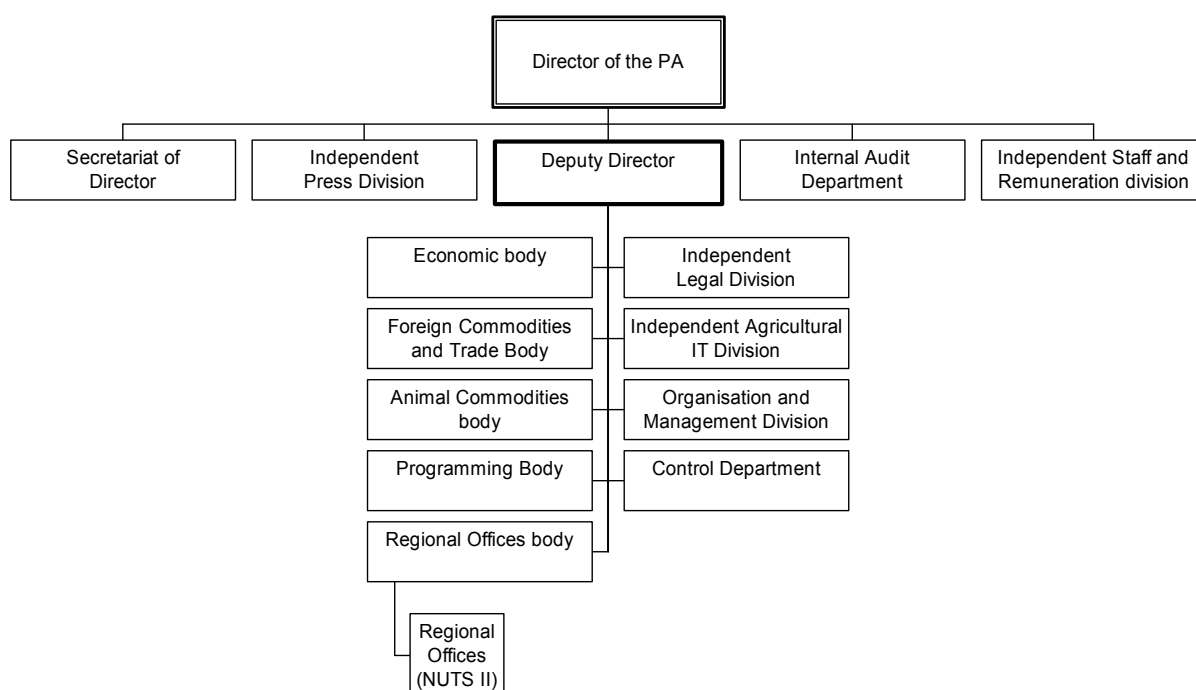 Director of the PA
Secretariat of
Director
Independent
Press Division
Deputy Director
Internal Audit
Department
Independent Staff and
Remuneration division
Economic body
Independent
Legal Division
Foreign Commodities
and Trade Body
Independent Agricultural
IT Division
Animal Commodities
body
Organisation and
Management Division
Programming Body
Control Department
Regional Offices body
Regional
Offices
(NUTS II)